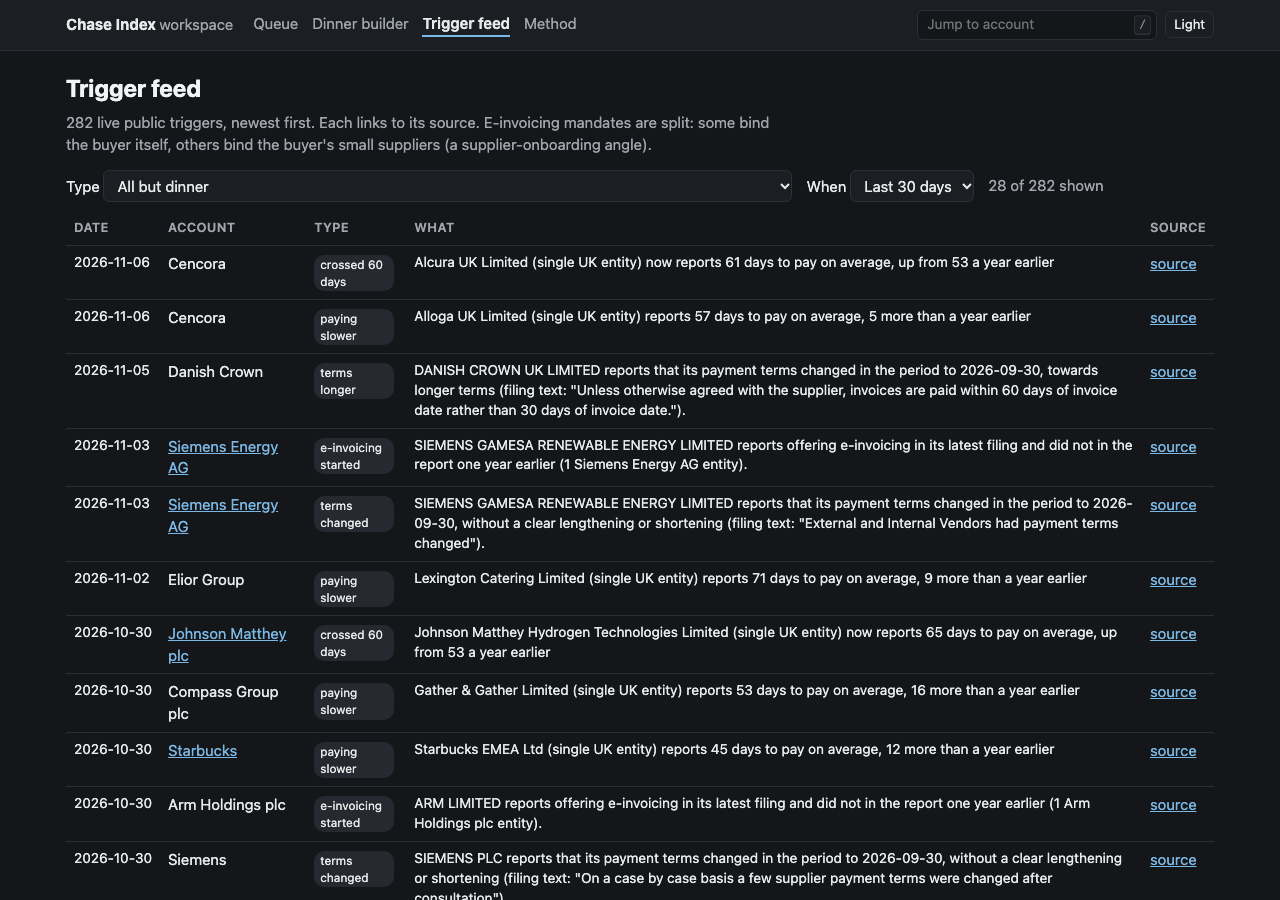 Chase Index workspace Queue Dinner builder Trigger feed Method Jump to account / Light
Trigger feed
282 live public triggers, newest first. Each links to its source. E-invoicing mandates are split: some bind
the buyer itself, others bind the buyer's small suppliers (a supplier-onboarding angle).
Type All but dinner When Last 30 days 28 of 282 shown
DATE ACCOUNT TYPE WHAT SOURCE
2026-11-06 Cencora crossed 60 days Alcura UK Limited (single UK entity) now reports 61 days to pay on average, up from 53 a year earlier source
2026-11-06 Cencora paying slower Alloga UK Limited (single UK entity) reports 57 days to pay on average, 5 more than a year earlier source
2026-11-05 Danish Crown terms longer DANISH CROWN UK LIMITED reports that its payment terms changed in the period to 2026-09-30, towards
longer terms (filing text: "Unless otherwise agreed with the supplier, invoices are paid within 60 days of invoice
date rather than 30 days of invoice date."). source
2026-11-03 Siemens Energy AG e-invoicing started SIEMENS GAMESA RENEWABLE ENERGY LIMITED reports offering e-invoicing in its latest filing and did not in the
report one year earlier (1 Siemens Energy AG entity). source
2026-11-03 Siemens Energy AG terms changed SIEMENS GAMESA RENEWABLE ENERGY LIMITED reports that its payment terms changed in the period to 2026-
09-30, without a clear lengthening or shortening (filing text: "External and Internal Vendors had payment terms
changed"). source
2026-11-02 Elior Group paying slower Lexington Catering Limited (single UK entity) reports 71 days to pay on average, 9 more than a year earlier source
2026-10-30 Johnson Matthey plc crossed 60 days Johnson Matthey Hydrogen Technologies Limited (single UK entity) now reports 65 days to pay on average, up
from 53 a year earlier source
2026-10-30 Compass Group plc paying slower Gather & Gather Limited (single UK entity) reports 53 days to pay on average, 16 more than a year earlier source
2026-10-30 Starbucks paying slower Starbucks EMEA Ltd (single UK entity) reports 45 days to pay on average, 12 more than a year earlier source
2026-10-30 Arm Holdings plc e-invoicing started ARM LIMITED reports offering e-invoicing in its latest filing and did not in the report one year earlier (1 Arm
Holdings plc entity). source
2026-10-30 Siemens terms changed SIEMENS PLC reports that its payment terms changed in the period to 2026-09-30, without a clear lengthening
or shortening (filing text: "On a case by case basis a few supplier payment terms were changed after
consultation") source